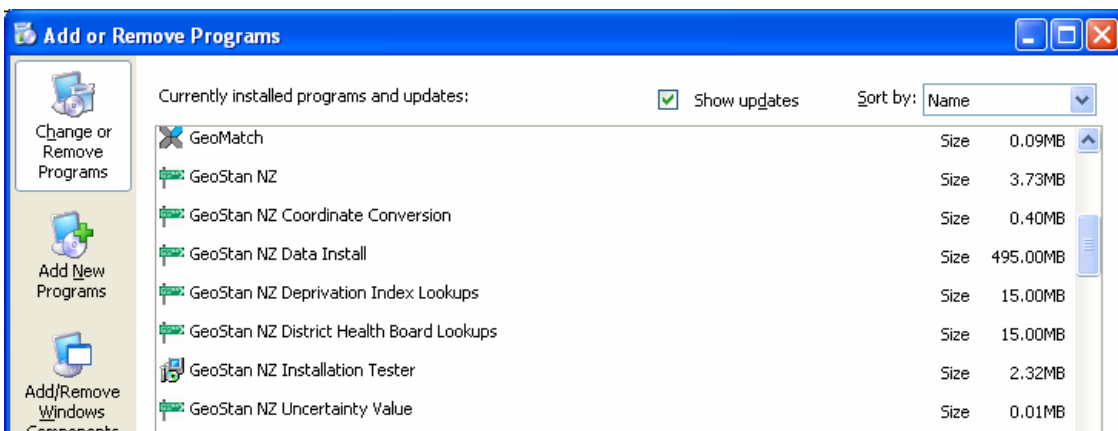 Add or Remove Programs
Change or
Remove
Programs
Add New
Programs
Add/Remove
Windows
Components
Currently installed programs and updates:
Show updates
Sort by: Name
GeoMatch Size 0.09MB
GeoStan NZ Size 3.73MB
GeoStan NZ Coordinate Conversion Size 0.40MB
GeoStan NZ Data Install Size 495.00MB
GeoStan NZ Deprivation Index Lookups Size 15.00MB
GeoStan NZ District Health Board Lookups Size 15.00MB
GeoStan NZ Installation Tester Size 2.32MB
GeoStan NZ Uncertainty Value Size 0.01MB